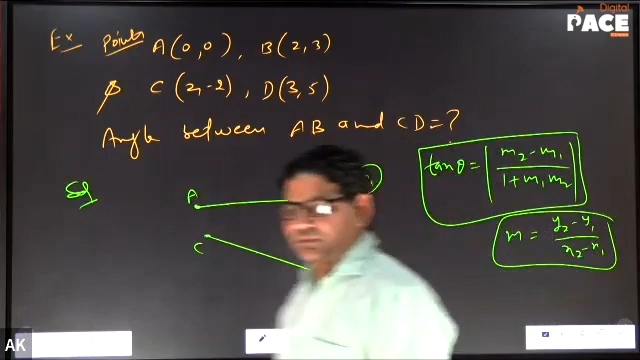 Ex Points A(0,0), B(2,3)
C(2,-2), D(3,5)
Angle between AB and CD=?
Sol
A
C
tanθ = | m₂-m₁ / 1+m₁m₂ |
m = y₂-y₁ / x₂-x₁
Digital
PACE
AK